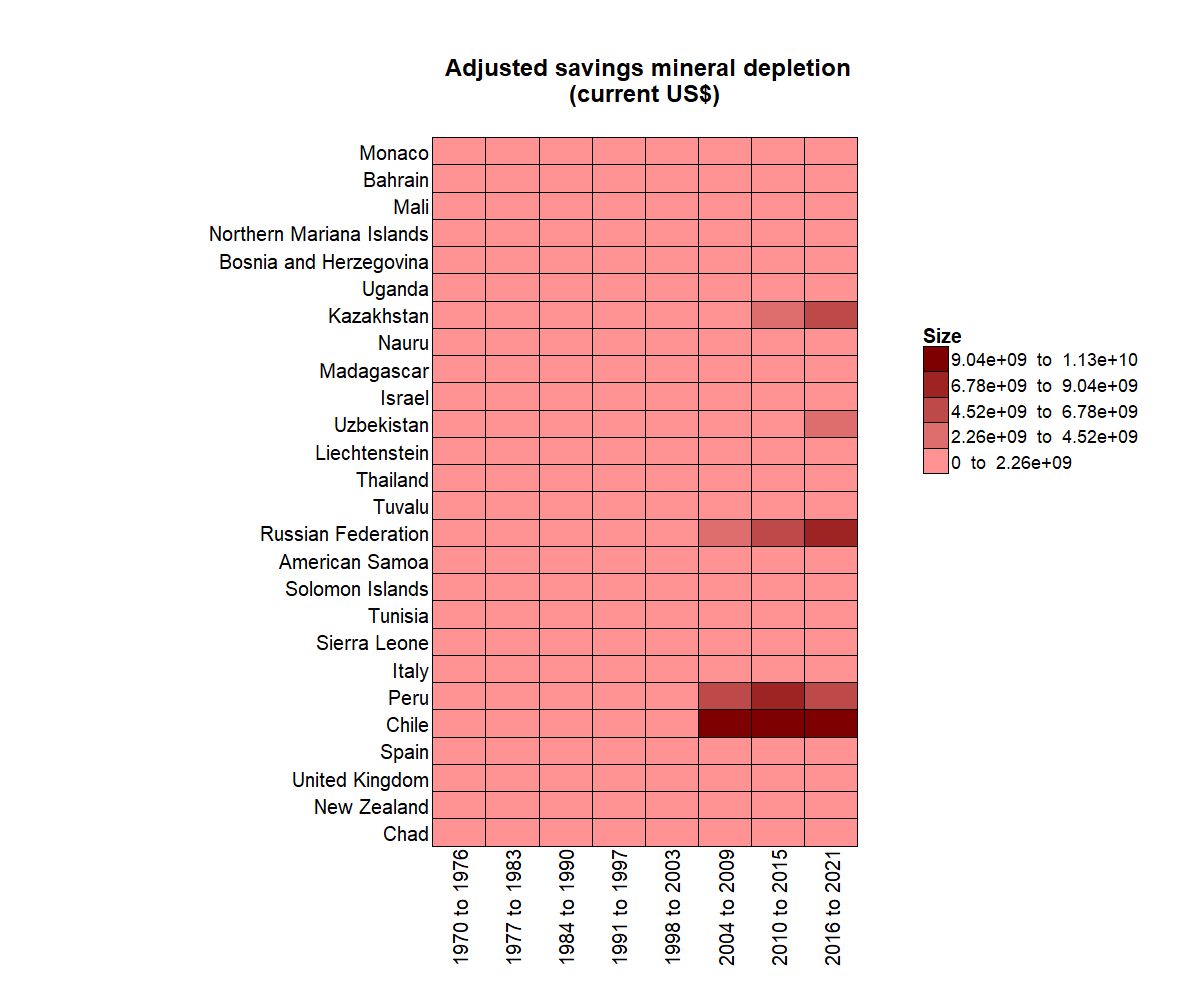 Adjusted savings mineral depletion
(current US$)
Monaco
Bahrain
Mali
Northern Mariana Islands
Bosnia and Herzegovina
Uganda
Kazakhstan
Nauru
Madagascar
Israel
Uzbekistan
Liechtenstein
Thailand
Tuvalu
Russian Federation
American Samoa
Solomon Islands
Tunisia
Sierra Leone
Italy
Peru
Chile
Spain
United Kingdom
New Zealand
Chad
1970 to 1976
1977 to 1983
1984 to 1990
1991 to 1997
1998 to 2003
2004 to 2009
2010 to 2015
2016 to 2021
Size
9.04e+09 to 1.13e+10
6.78e+09 to 9.04e+09
4.52e+09 to 6.78e+09
2.26e+09 to 4.52e+09
0 to 2.26e+09